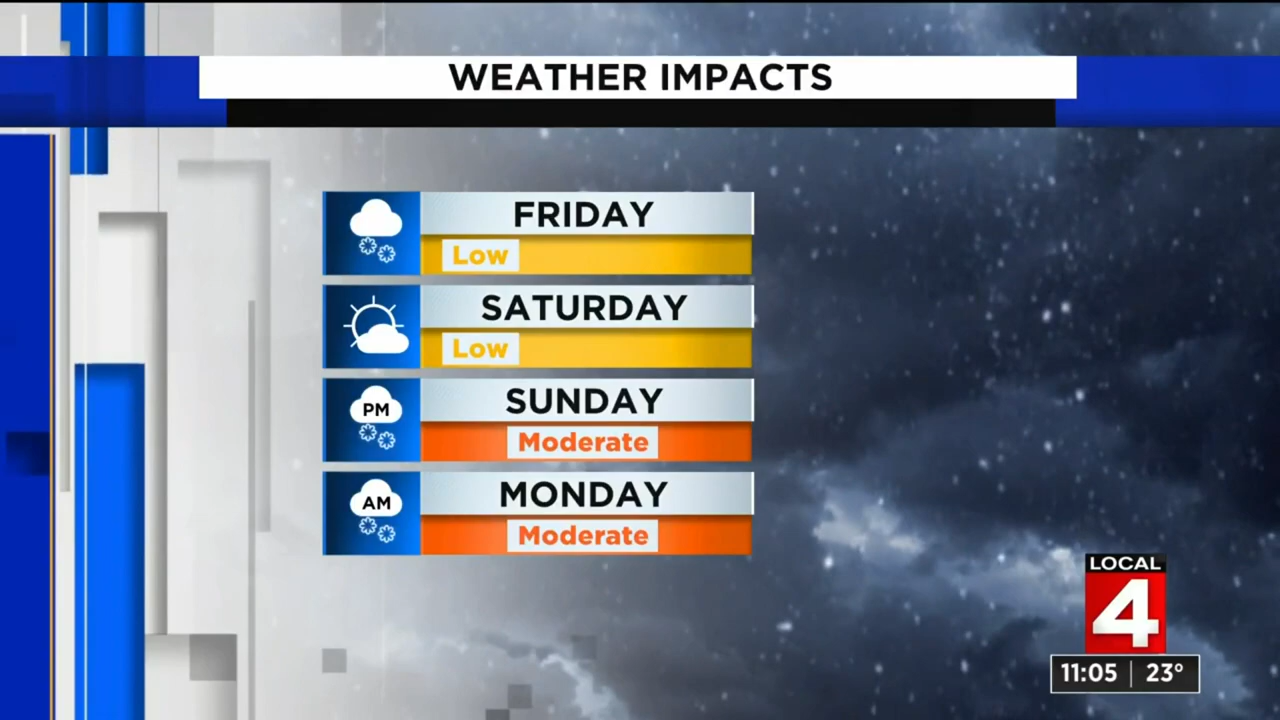 WEATHER IMPACTS
FRIDAY
Low
SATURDAY
Low
PM
SUNDAY
Moderate
AM
MONDAY
Moderate
LOCAL
4
11:05 | 23°